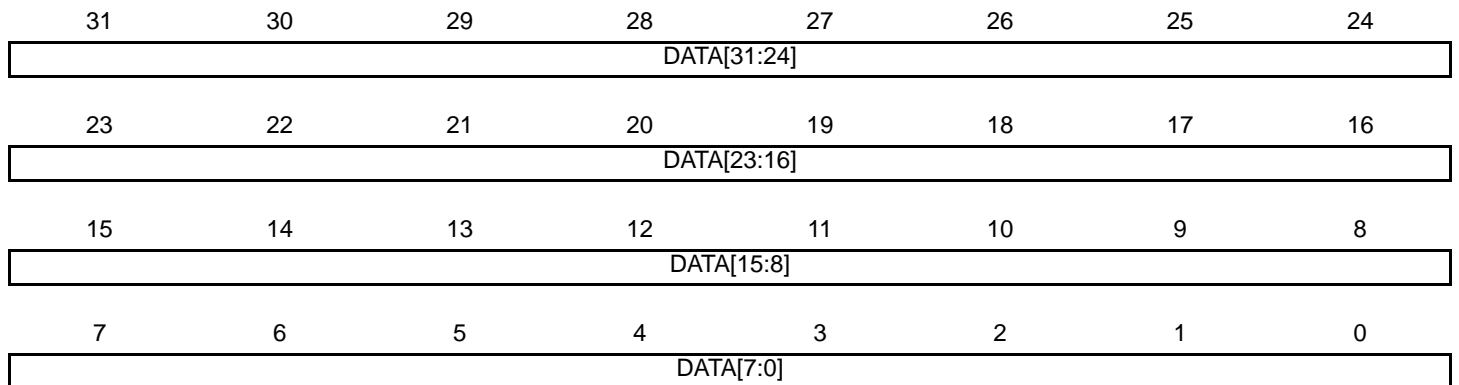 31 30 29 28 27 26 25 24
DATA[31:24]
23 22 21 20 19 18 17 16
DATA[23:16]
15 14 13 12 11 10 9 8
DATA[15:8]
7 6 5 4 3 2 1 0
DATA[7:0]